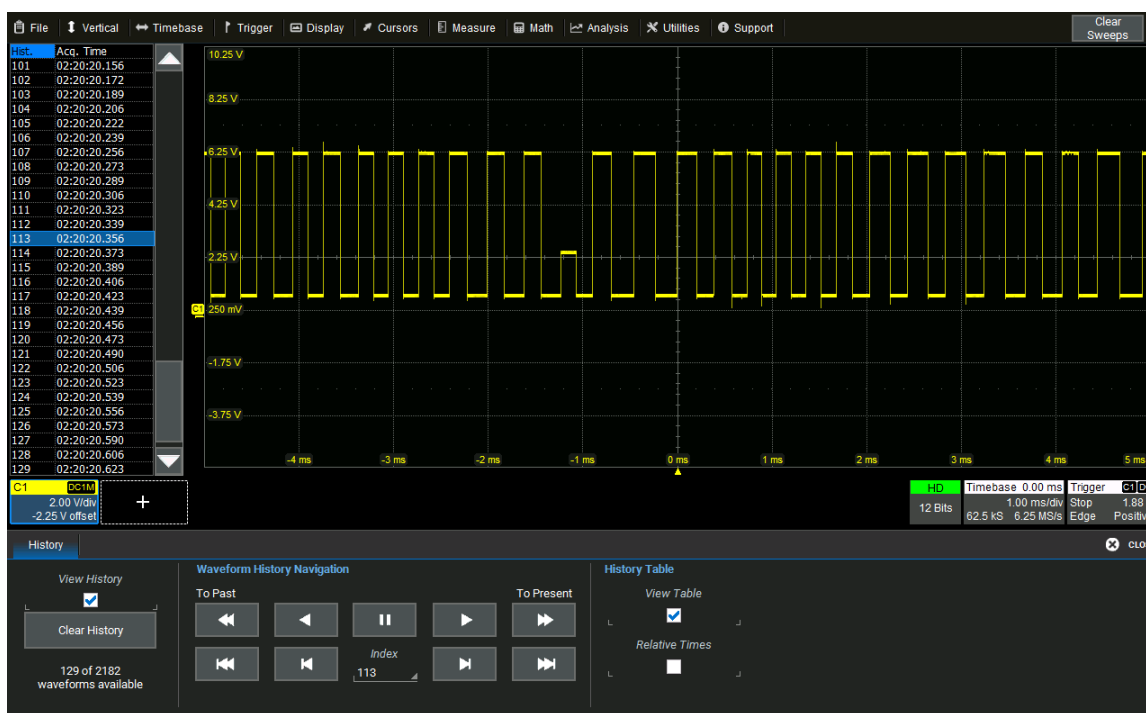 File Vertical Timebase Trigger Display Cursors Measure Math Analysis Utilities Support
Clear
Sweeps
Hist. Acq. Time
101 02:20:20.156
102 02:20:20.172
103 02:20:20.189
104 02:20:20.206
105 02:20:20.222
106 02:20:20.239
107 02:20:20.256
108 02:20:20.273
109 02:20:20.289
110 02:20:20.306
111 02:20:20.323
112 02:20:20.339
113 02:20:20.356
114 02:20:20.373
115 02:20:20.389
116 02:20:20.406
117 02:20:20.423
118 02:20:20.439
119 02:20:20.456
120 02:20:20.473
121 02:20:20.490
122 02:20:20.506
123 02:20:20.523
124 02:20:20.539
125 02:20:20.556
126 02:20:20.573
127 02:20:20.590
128 02:20:20.606
129 02:20:20.623
10.25 V
8.25 V
6.25 V
4.25 V
2.25 V
C1 250 mV
-1.75 V
-3.75 V
-4 ms -3 ms -2 ms -1 ms 0 ms 1 ms 2 ms 3 ms 4 ms 5 ms
C1 DC1M
2.00 V/div
-2.25 V offset
+
HD
12 Bits
Timebase 0.00 ms
1.00 ms/div
62.5 kS 6.25 MS/s
Trigger C1 D
Stop 1.88
Edge Positiv
History
CLO
View History
Clear History
129 of 2182
waveforms available
Waveform History Navigation
To Past To Present
Index
113
History Table
View Table
Relative Times